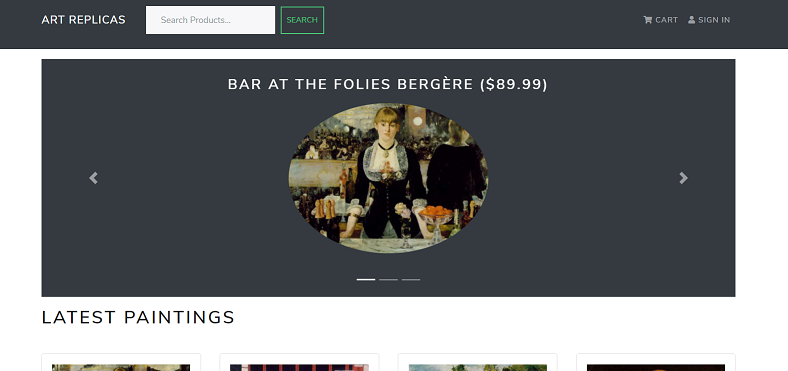 ART REPLICAS
Search Products...
SEARCH
CART
SIGN IN
BAR AT THE FOLIES BERGÈRE ($89.99)
LATEST PAINTINGS